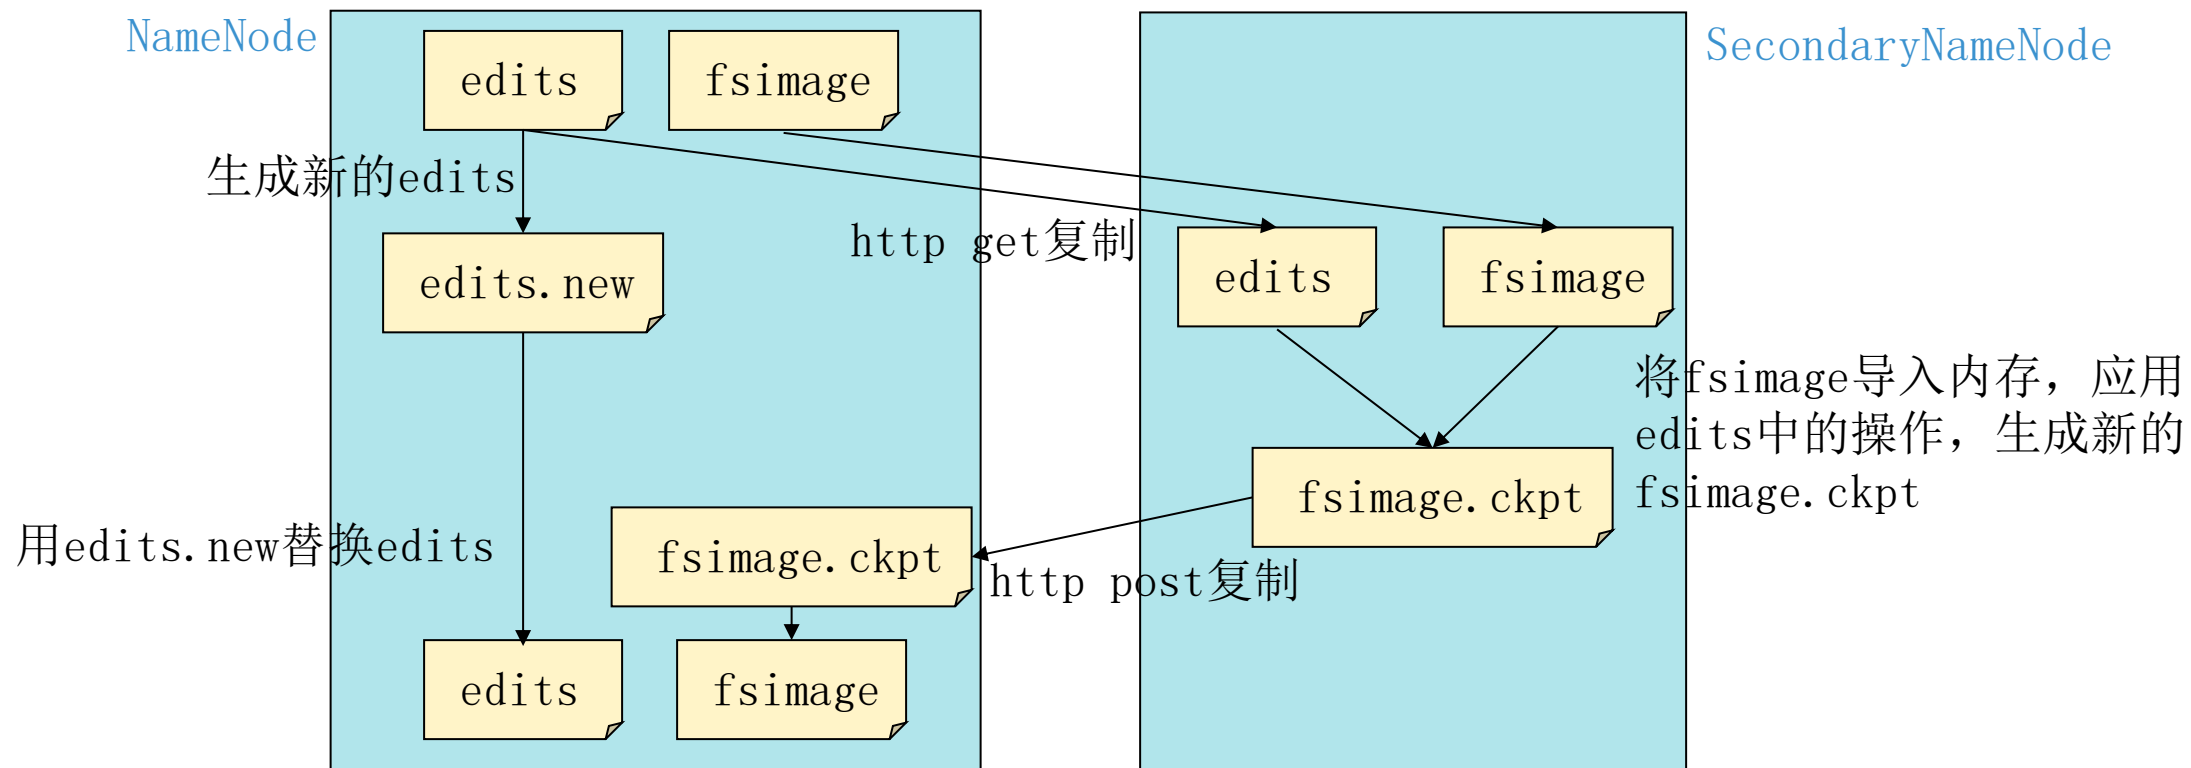 NameNode
SecondaryNameNode
edits
fsimage
生成新的edits
http get复制
edits.new
edits
fsimage
将fsimage导入内存，应用
edits中的操作，生成新的
fsimage.ckpt
fsimage.ckpt
用edits.new替换edits
fsimage.ckpt
http post复制
edits
fsimage